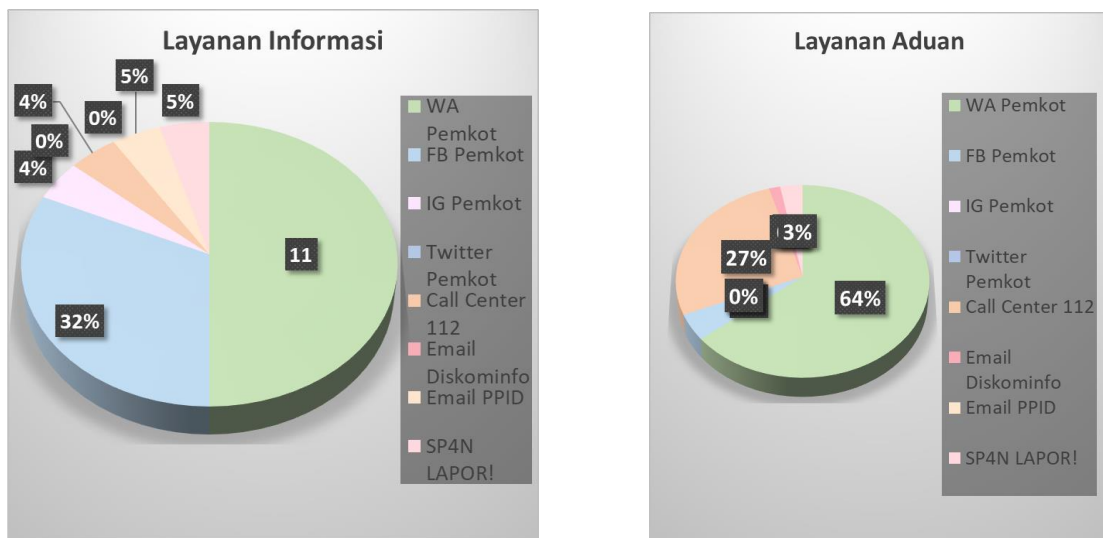 Layanan Informasi
5%
5%
4%
0%
0%
4%
11
32%
WA
Pemkot
FB Pemkot
IG Pemkot
Twitter
Pemkot
Call Center
112
Email
Diskominfo
Email PPID
SP4N
LAPOR!
Layanan Aduan
3%
27%
0%
64%
WA Pemkot
FB Pemkot
IG Pemkot
Twitter
Pemkot
Call Center 112
Email
Diskominfo
Email PPID
SP4N LAPOR!